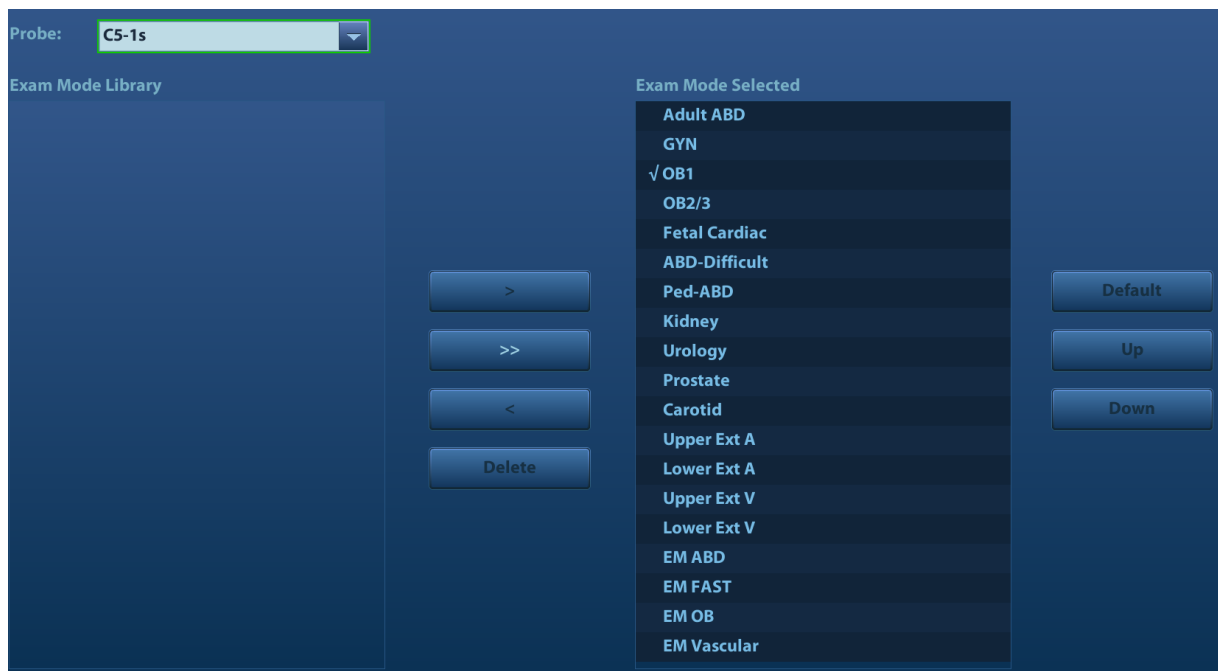 Probe: C5-1s
Exam Mode Library
Exam Mode Selected
Adult ABD
GYN
√ OB1
OB2/3
Fetal Cardiac
ABD-Difficult
Ped-ABD
Kidney
Urology
Prostate
Carotid
Upper Ext A
Lower Ext A
Upper Ext V
Lower Ext V
EM ABD
EM FAST
EM OB
EM Vascular
>
>>
<
Delete
Default
Up
Down